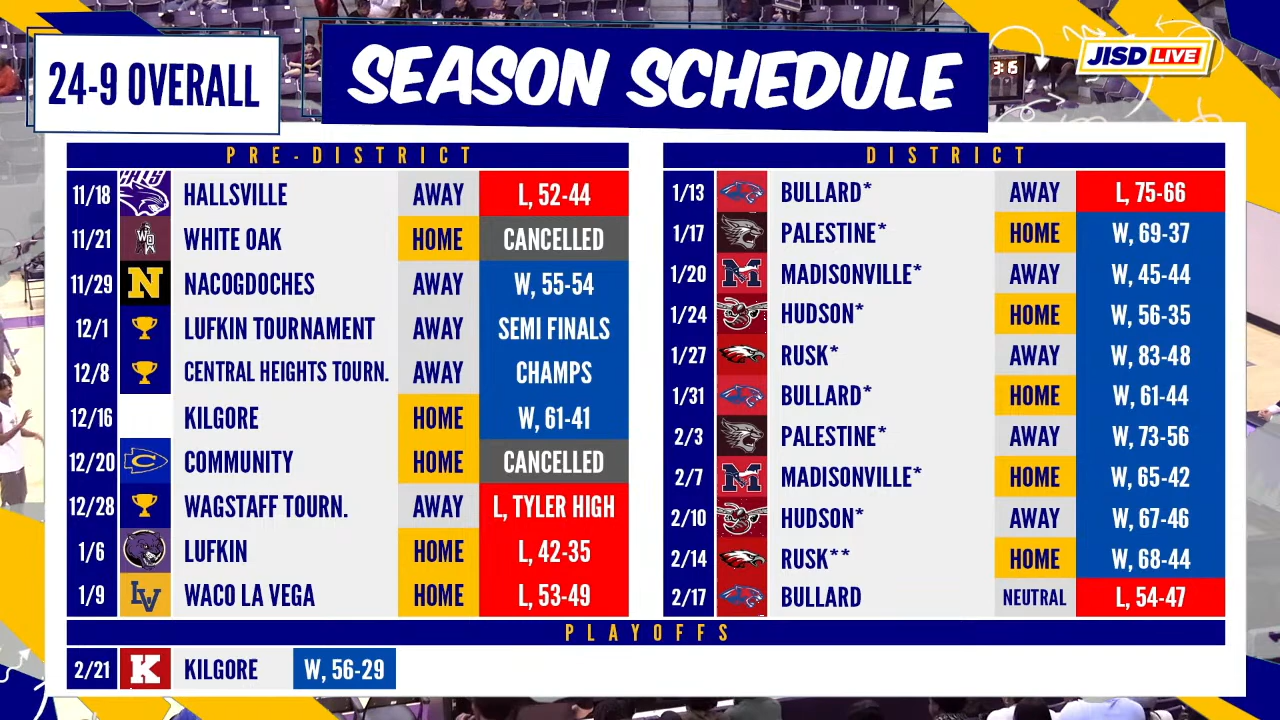 24-9 OVERALL
SEASON SCHEDULE
JISD LIVE
3:6
PRE-DISTRICT
11/18 HALLSVILLE AWAY L, 52-44
11/21 WHITE OAK HOME CANCELLED
11/29 N NACOGDOCHES AWAY W, 55-54
12/1 LUFKIN TOURNAMENT AWAY SEMI FINALS
12/8 CENTRAL HEIGHTS TOURN. AWAY CHAMPS
12/16 KILGORE HOME W, 61-41
12/20 C COMMUNITY HOME CANCELLED
12/28 WAGSTAFF TOURN. AWAY L, TYLER HIGH
1/6 LUFKIN HOME L, 42-35
1/9 LV WACO LA VEGA HOME L, 53-49
DISTRICT
1/13 BULLARD* AWAY L, 75-66
1/17 PALESTINE* HOME W, 69-37
1/20 M MADISONVILLE* AWAY W, 45-44
1/24 HUDSON* HOME W, 56-35
1/27 RUSK* AWAY W, 83-48
1/31 BULLARD* HOME W, 61-44
2/3 PALESTINE* AWAY W, 73-56
2/7 M MADISONVILLE* HOME W, 65-42
2/10 HUDSON* AWAY W, 67-46
2/14 RUSK** HOME W, 68-44
2/17 BULLARD NEUTRAL L, 54-47
PLAYOFFS
2/21 K KILGORE W, 56-29